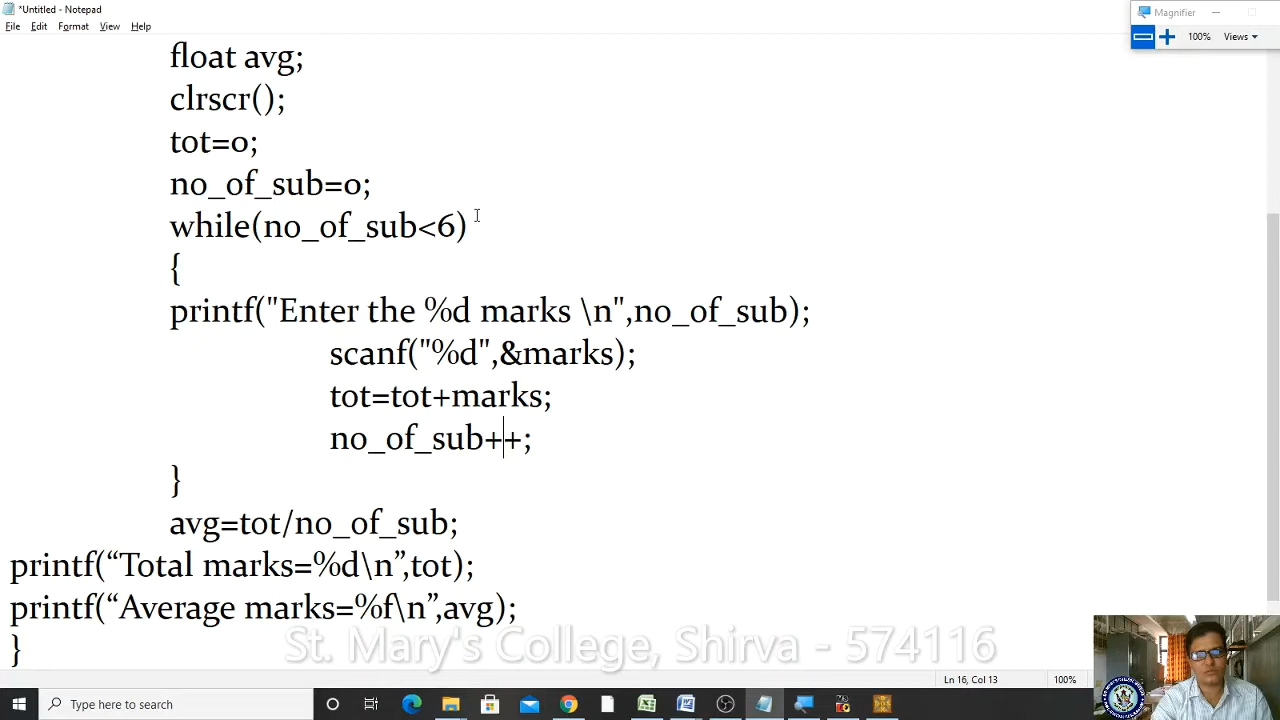 *Untitled - Notepad
File Edit Format View Help
Magnifier
100% Views
float avg;
clrscr();
tot=0;
no_of_sub=0;
while(no_of_sub<6)
{
printf("Enter the %d marks \n",no_of_sub);
scanf("%d",&marks);
tot=tot+marks;
no_of_sub++;
}
avg=tot/no_of_sub;
printf(“Total marks=%d\n”,tot);
printf(“Average marks=%f\n”,avg);
}
St. Mary's College, Shirva - 574116
Ln 16, Col 13 100%
Type here to search